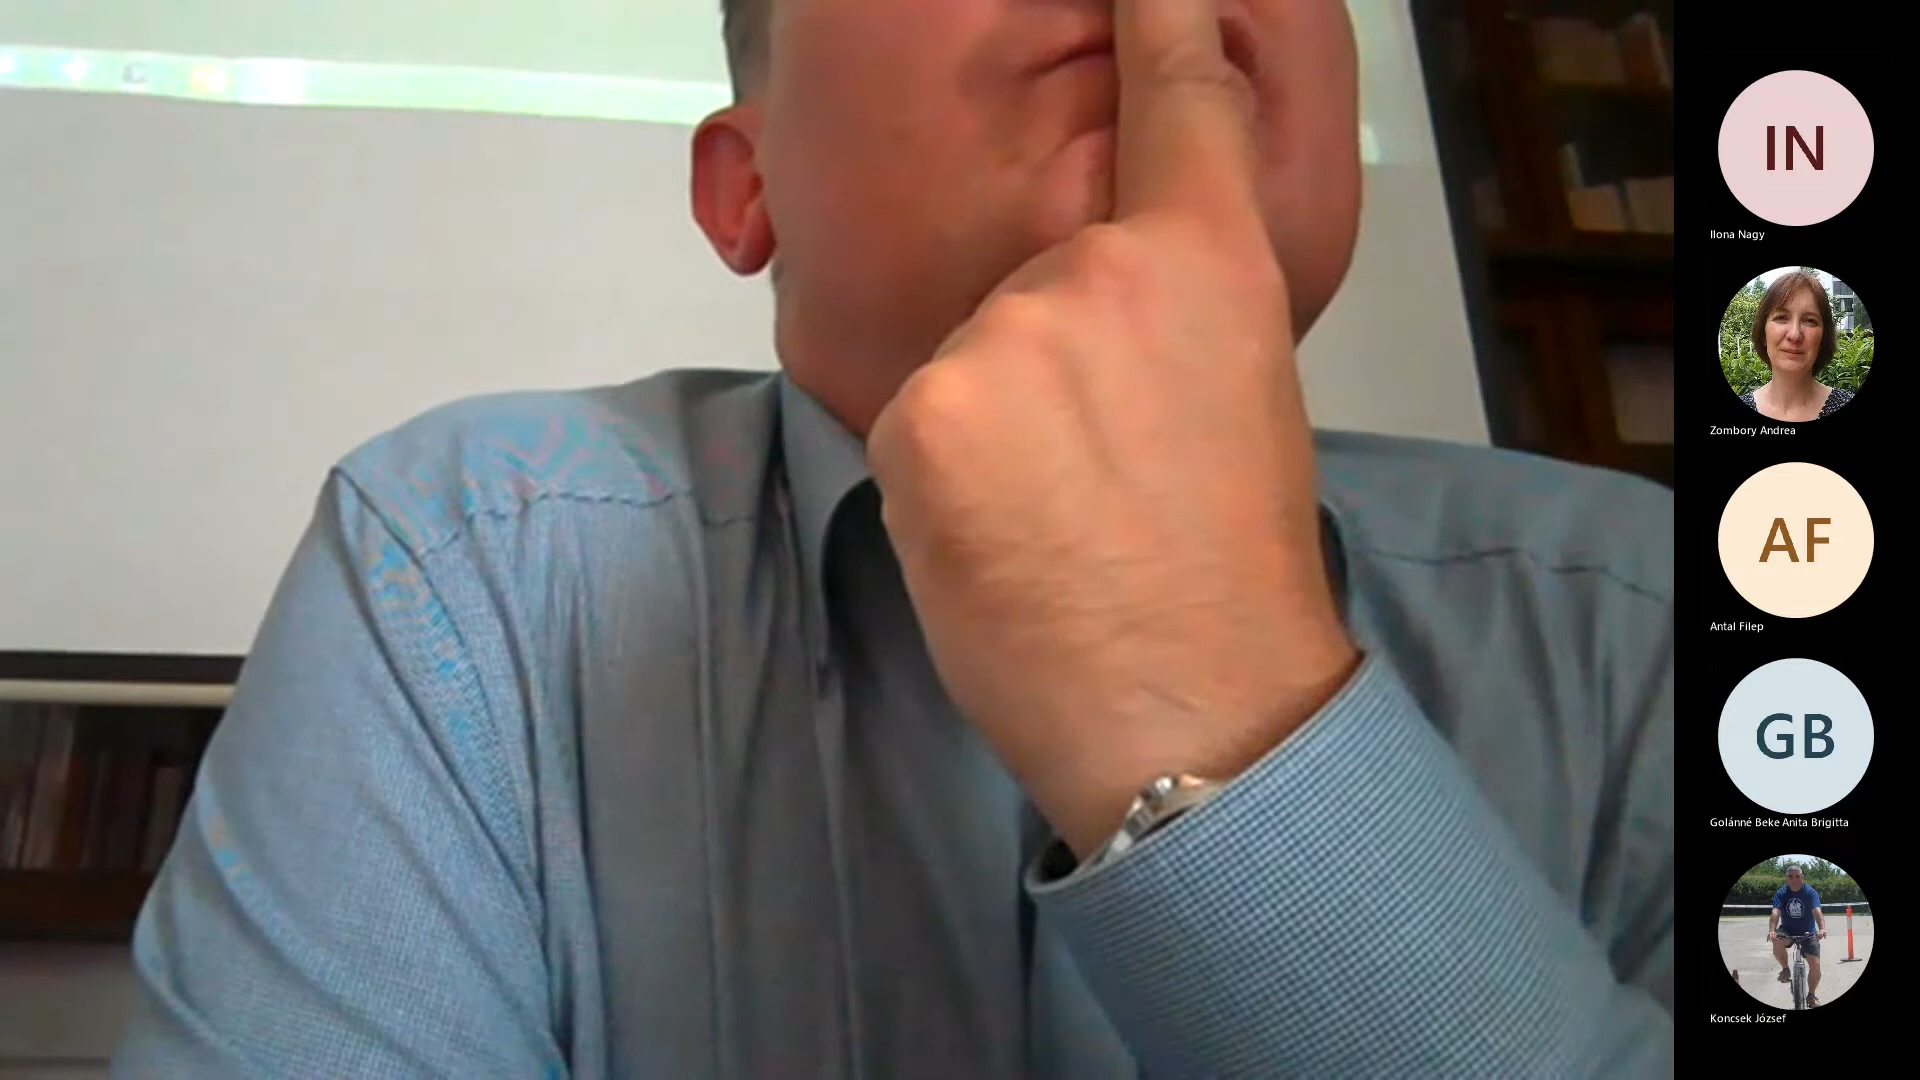 IN
Ilona Nagy
Zombory Andrea
AF
Antal Filep
GB
Golánné Beke Anita Brigitta
Koncsek József